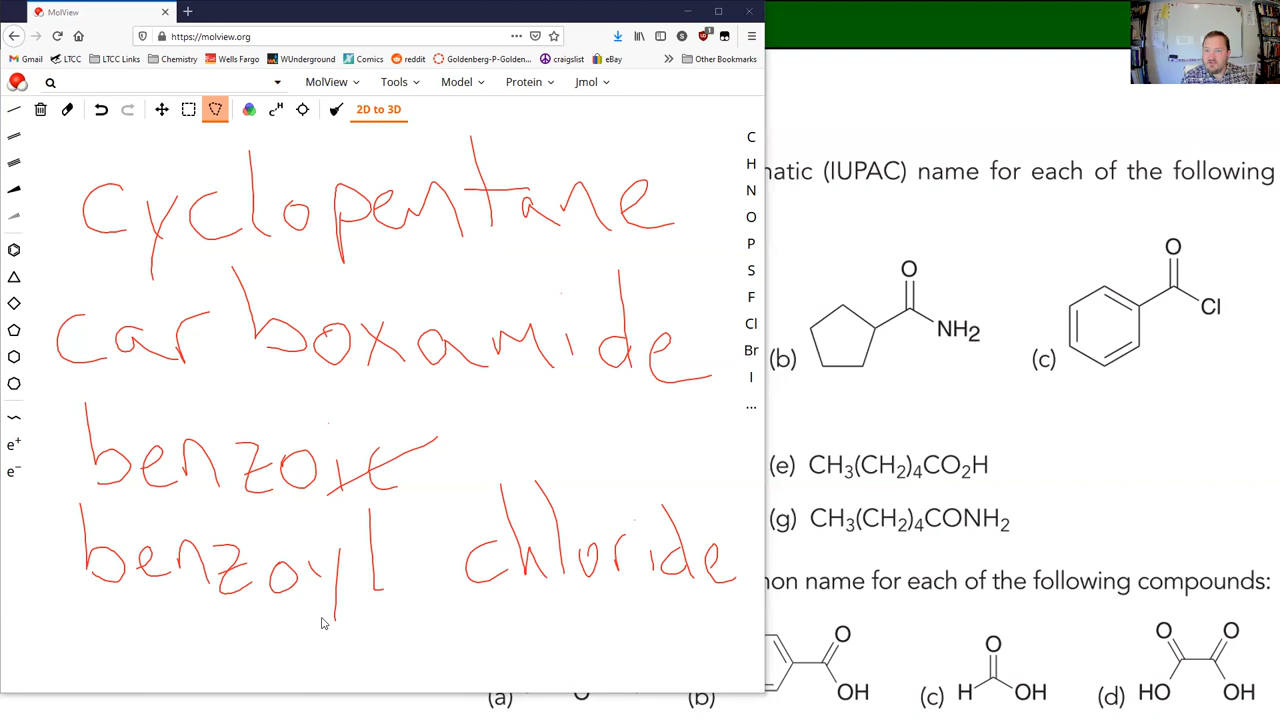 MolView
https://molview.org
Gmail LTCC LTCC Links Chemistry Wells Fargo WUnderground Comics reddit Goldenberg-P-Golden... craigslist eBay Other Bookmarks
MolView Tools Model Protein Jmol
2D to 3D
C
H
N
O
P
S
F
Cl
Br
I
...
e+
e-
cyclopentane
carboxamide
benzoic
benzoyl chloride
matic (IUPAC) name for each of the following
(b) O NH2
(c) O Cl
(e) CH3(CH2)4CO2H
(g) CH3(CH2)4CONH2
mon name for each of the following compounds:
(a)
(b) O OH
(c) O H OH
(d) O O HO OH